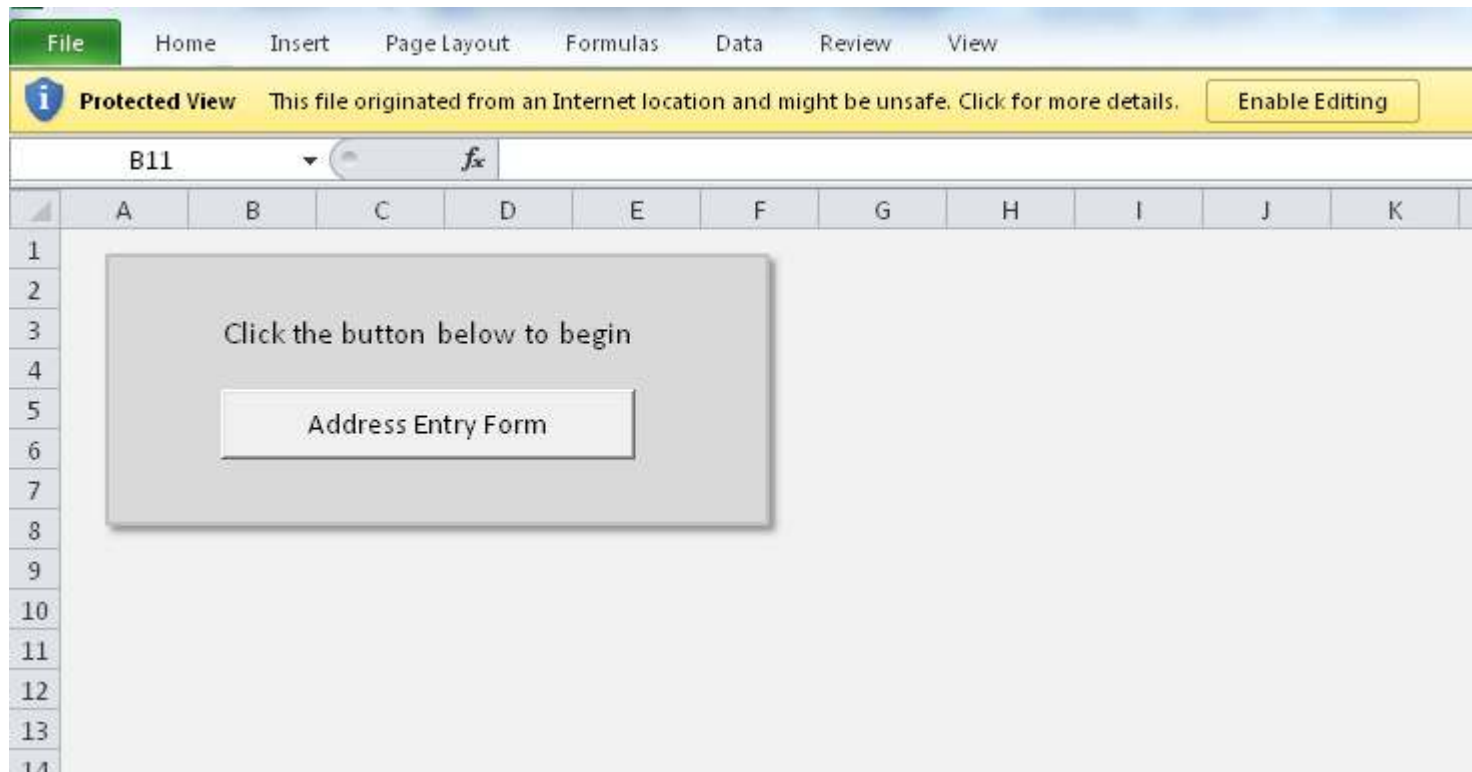 File Home Insert Page Layout Formulas Data Review View
Protected View This file originated from an Internet location and might be unsafe. Click for more details. Enable Editing
B11 fx
A B C D E F G H I J K
1
2
3 Click the button below to begin
4
5 Address Entry Form
6
7
8
9
10
11
12
13
14